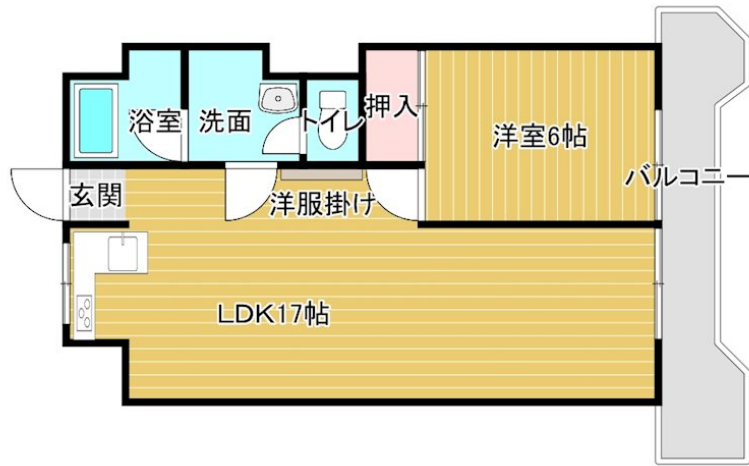 浴室
洗面
トイレ
押入
洋室6帖
バルコニー
玄関
洋服掛け
LDK17帖